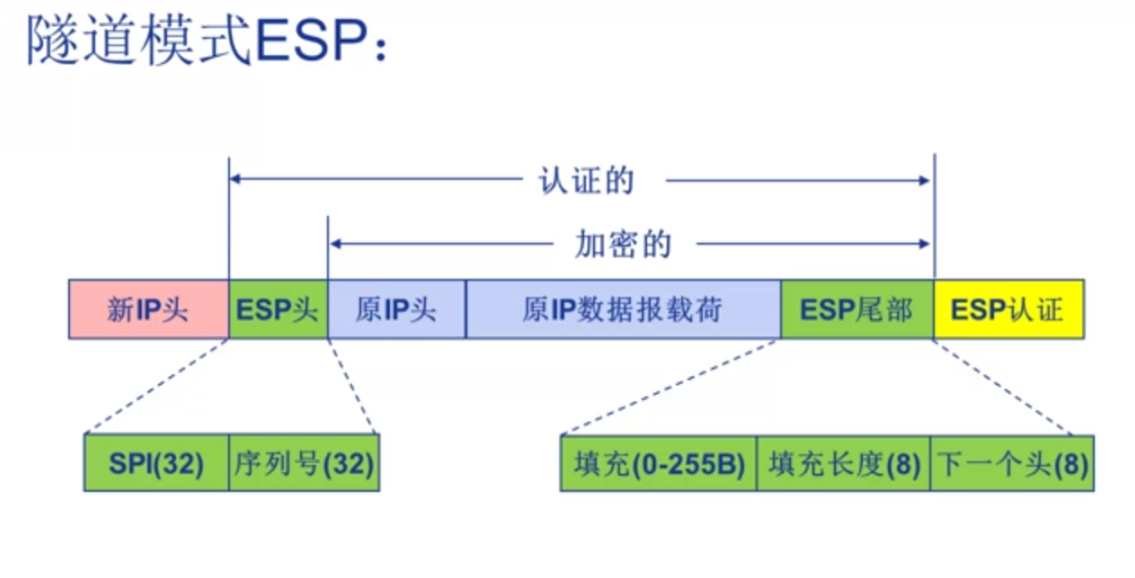 隧道模式ESP：
认证的
加密的
新IP头 ESP头 原IP头 原IP数据报载荷 ESP尾部 ESP认证
SPI(32) 序列号(32) 填充(0-255B) 填充长度(8) 下一个头(8)